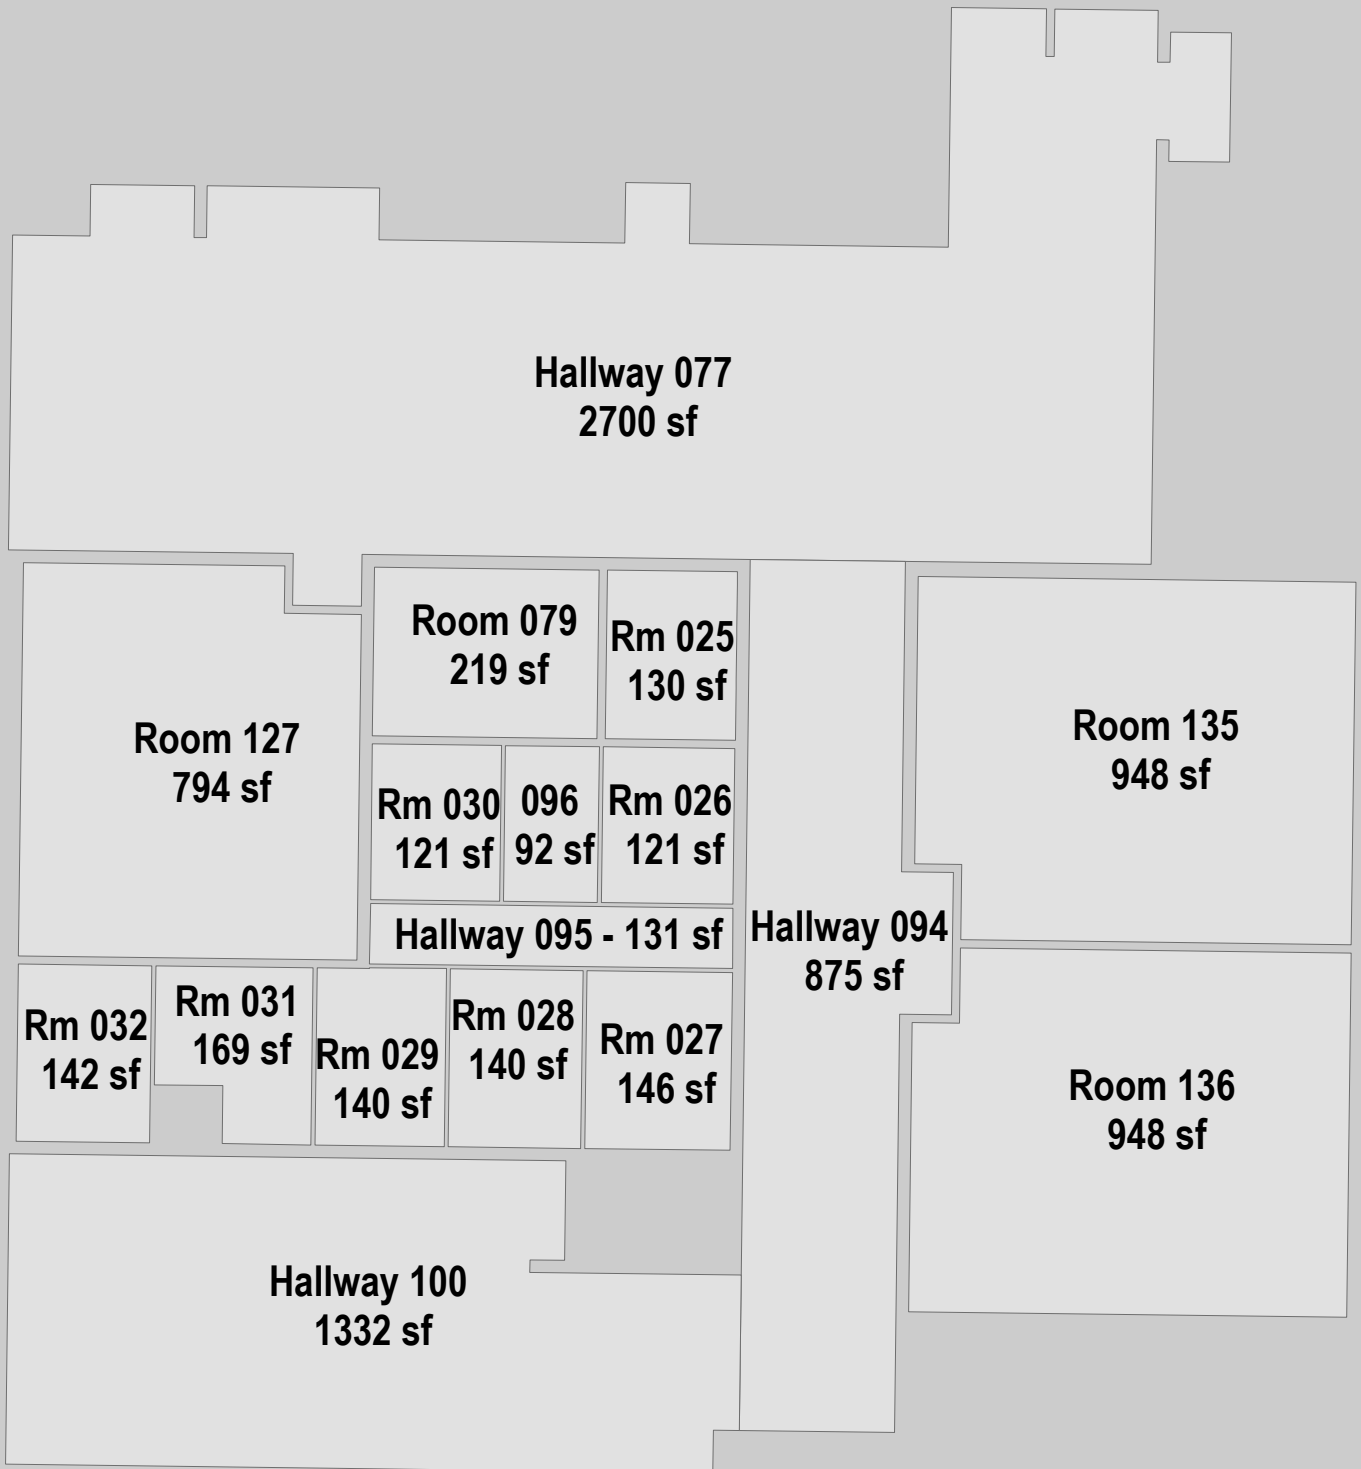 Hallway 077
2700 sf
Room 079
219 sf
Rm 025
130 sf
Room 127
794 sf
Room 135
948 sf
Rm 030
121 sf
096
92 sf
Rm 026
121 sf
Hallway 095 - 131 sf
Hallway 094
875 sf
Rm 032
142 sf
Rm 031
169 sf
Rm 029
140 sf
Rm 028
140 sf
Rm 027
146 sf
Room 136
948 sf
Hallway 100
1332 sf